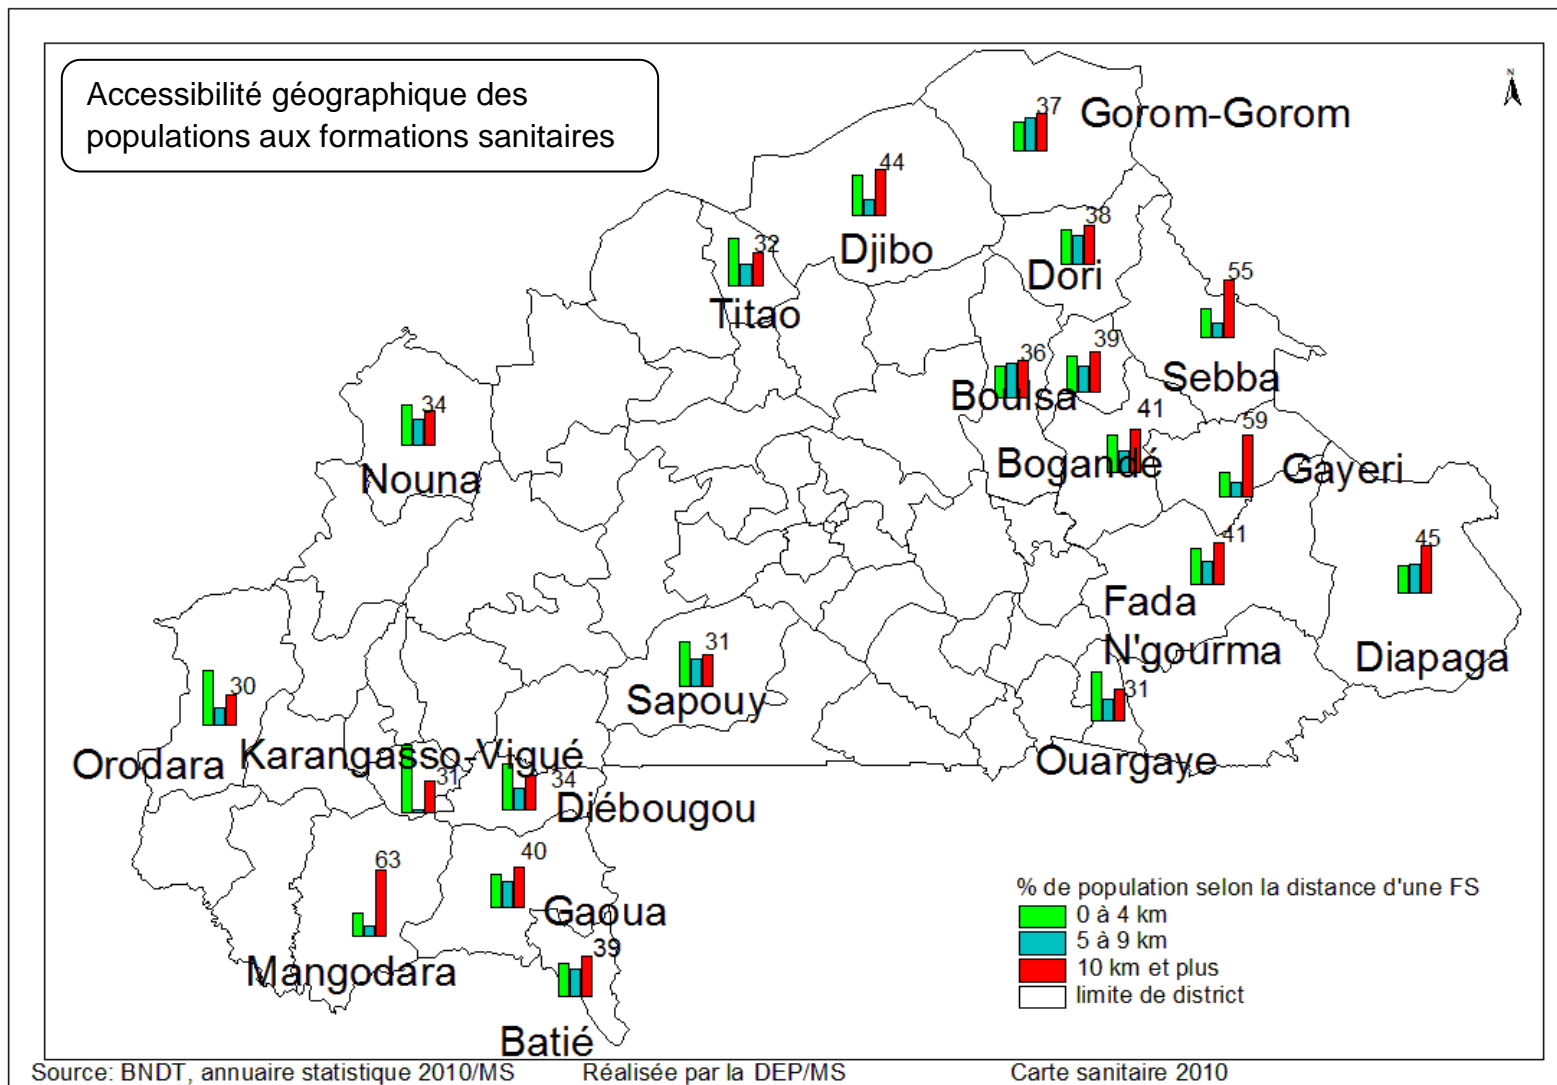 Accessibilité géographique des
populations aux formations sanitaires
N
37
Gorom-Gorom
44
Djibo
38
Dori
32
Titao
55
Sebba
39
36
Boulsa
34
Nouna
41
Bogandé
59
Gayeri
41
Fada
N'gourma
45
Diapaga
31
Sapouy
31
Ouargaye
30
Orodara
Karangasso-Vigué
31
34
Diébougou
63
Mangodara
40
Gaoua
39
Batié
% de population selon la distance d'une FS
0 à 4 km
5 à 9 km
10 km et plus
limite de district
Source: BNDT, annuaire statistique 2010/MS Réalisée par la DEP/MS Carte sanitaire 2010